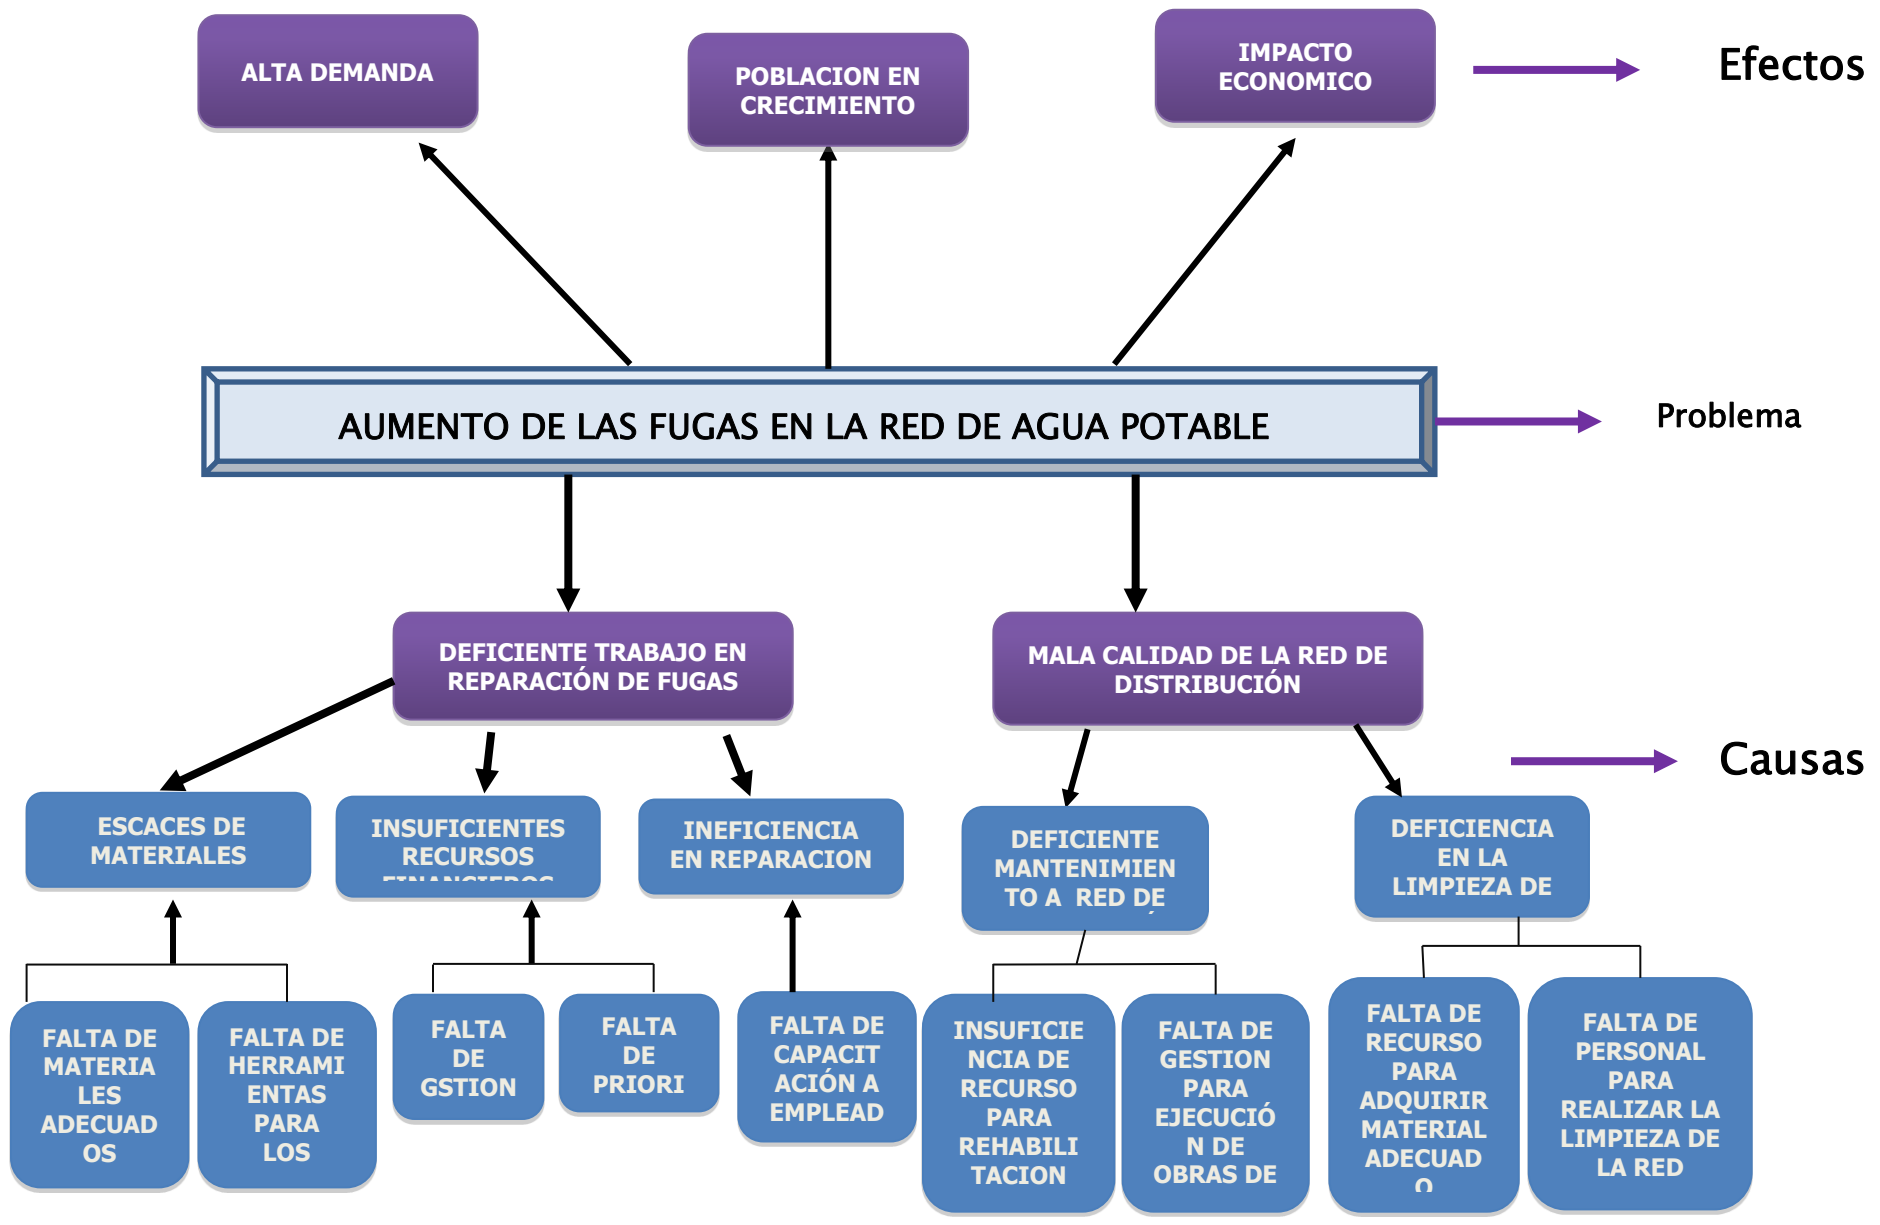 ALTA DEMANDA
POBLACION EN
CRECIMIENTO
IMPACTO
ECONOMICO
Efectos
AUMENTO DE LAS FUGAS EN LA RED DE AGUA POTABLE
Problema
DEFICIENTE TRABAJO EN
REPARACIÓN DE FUGAS
MALA CALIDAD DE LA RED DE
DISTRIBUCIÓN
Causas
ESCACES DE
MATERIALES
INSUFICIENTES
RECURSOS
FINANCIEROS
INEFICIENCIA
EN REPARACION
DEFICIENTE
MANTENIMIEN
TO A RED DE
DEFICIENCIA
EN LA
LIMPIEZA DE
FALTA DE
MATERIA
LES
ADECUAD
OS
FALTA DE
HERRAMI
ENTAS
PARA
LOS
FALTA
DE
GSTION
FALTA
DE
PRIORI
FALTA DE
CAPACIT
ACIÓN A
EMPLEAD
INSUFICIE
NCIA DE
RECURSO
PARA
REHABILI
TACION
FALTA DE
GESTION
PARA
EJECUCIÓ
N DE
OBRAS DE
FALTA DE
RECURSO
PARA
ADQUIRIR
MATERIAL
ADECUAD
O
FALTA DE
PERSONAL
PARA
REALIZAR LA
LIMPIEZA DE
LA RED